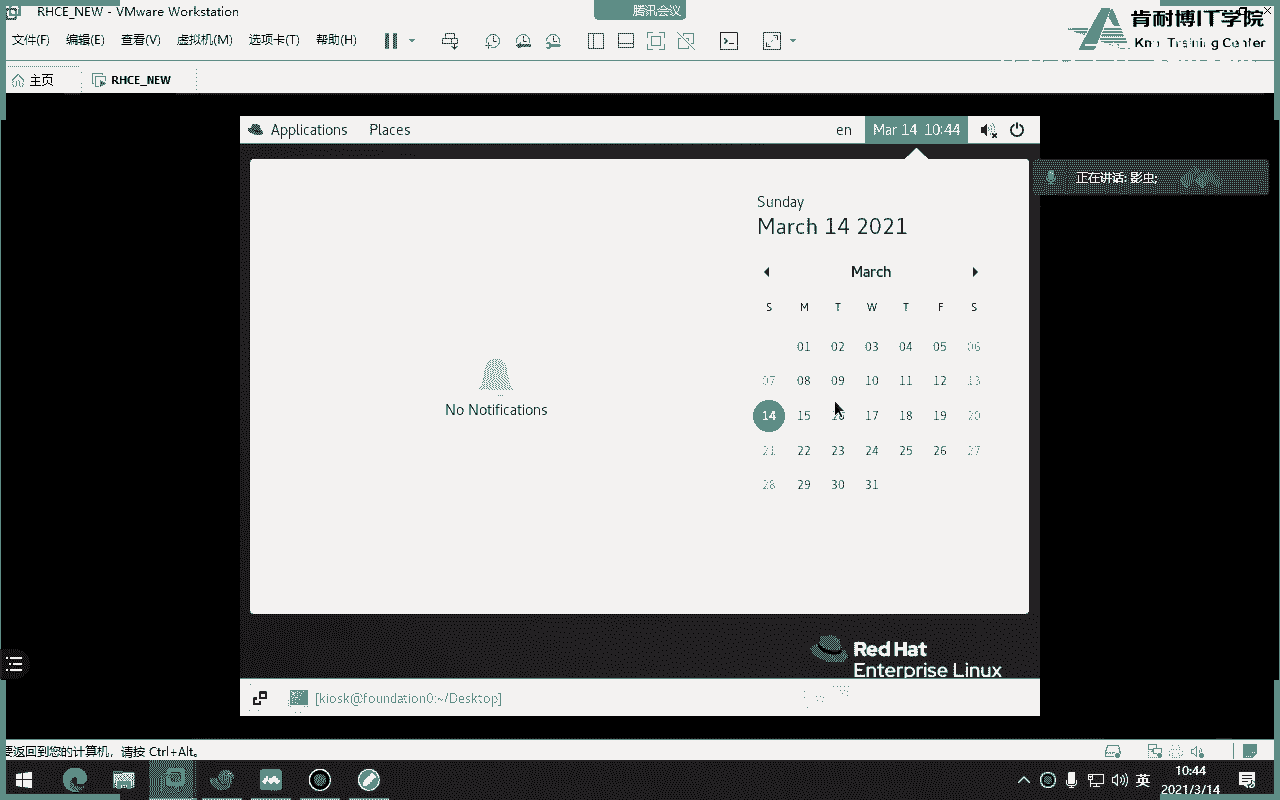 RHCE_NEW - VMware Workstation
腾讯会议
肯耐博IT学院
Training Center
文件(F) 编辑(E) 查看(V) 虚拟机(M) 选项卡(T) 帮助(H)
主页 RHCE_NEW
Applications Places en Mar 14 10:44
正在讲话: 影虫;
Sunday
March 14 2021
March
S M T W T F S
01 02 03 04 05 06
07 08 09 10 11 12 13
14 15 16 17 18 19 20
21 22 23 24 25 26 27
28 29 30 31
No Notifications
Red Hat
Enterprise Linux
[kiosk@foundation0:~/Desktop]
要返回到您的计算机，请按 Ctrl+Alt。
英 10:44
2021/3/14